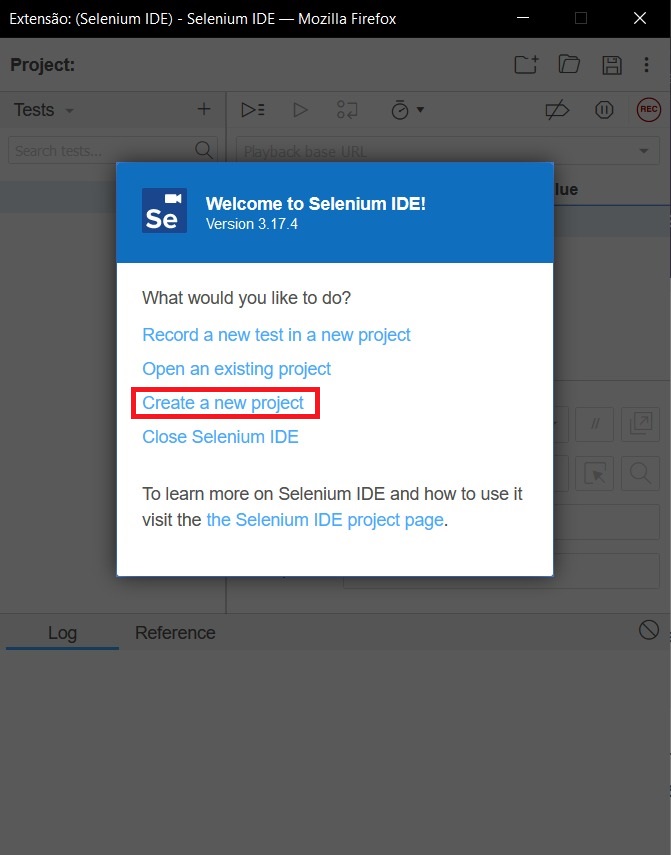 Extensão: (Selenium IDE) - Selenium IDE — Mozilla Firefox
Project:
Tests
REC
Search tests...
Playback base URL
lue
Se
Welcome to Selenium IDE!
Version 3.17.4
What would you like to do?
Record a new test in a new project
Open an existing project
Create a new project
//
Close Selenium IDE
To learn more on Selenium IDE and how to use it
visit the the Selenium IDE project page.
Log
Reference